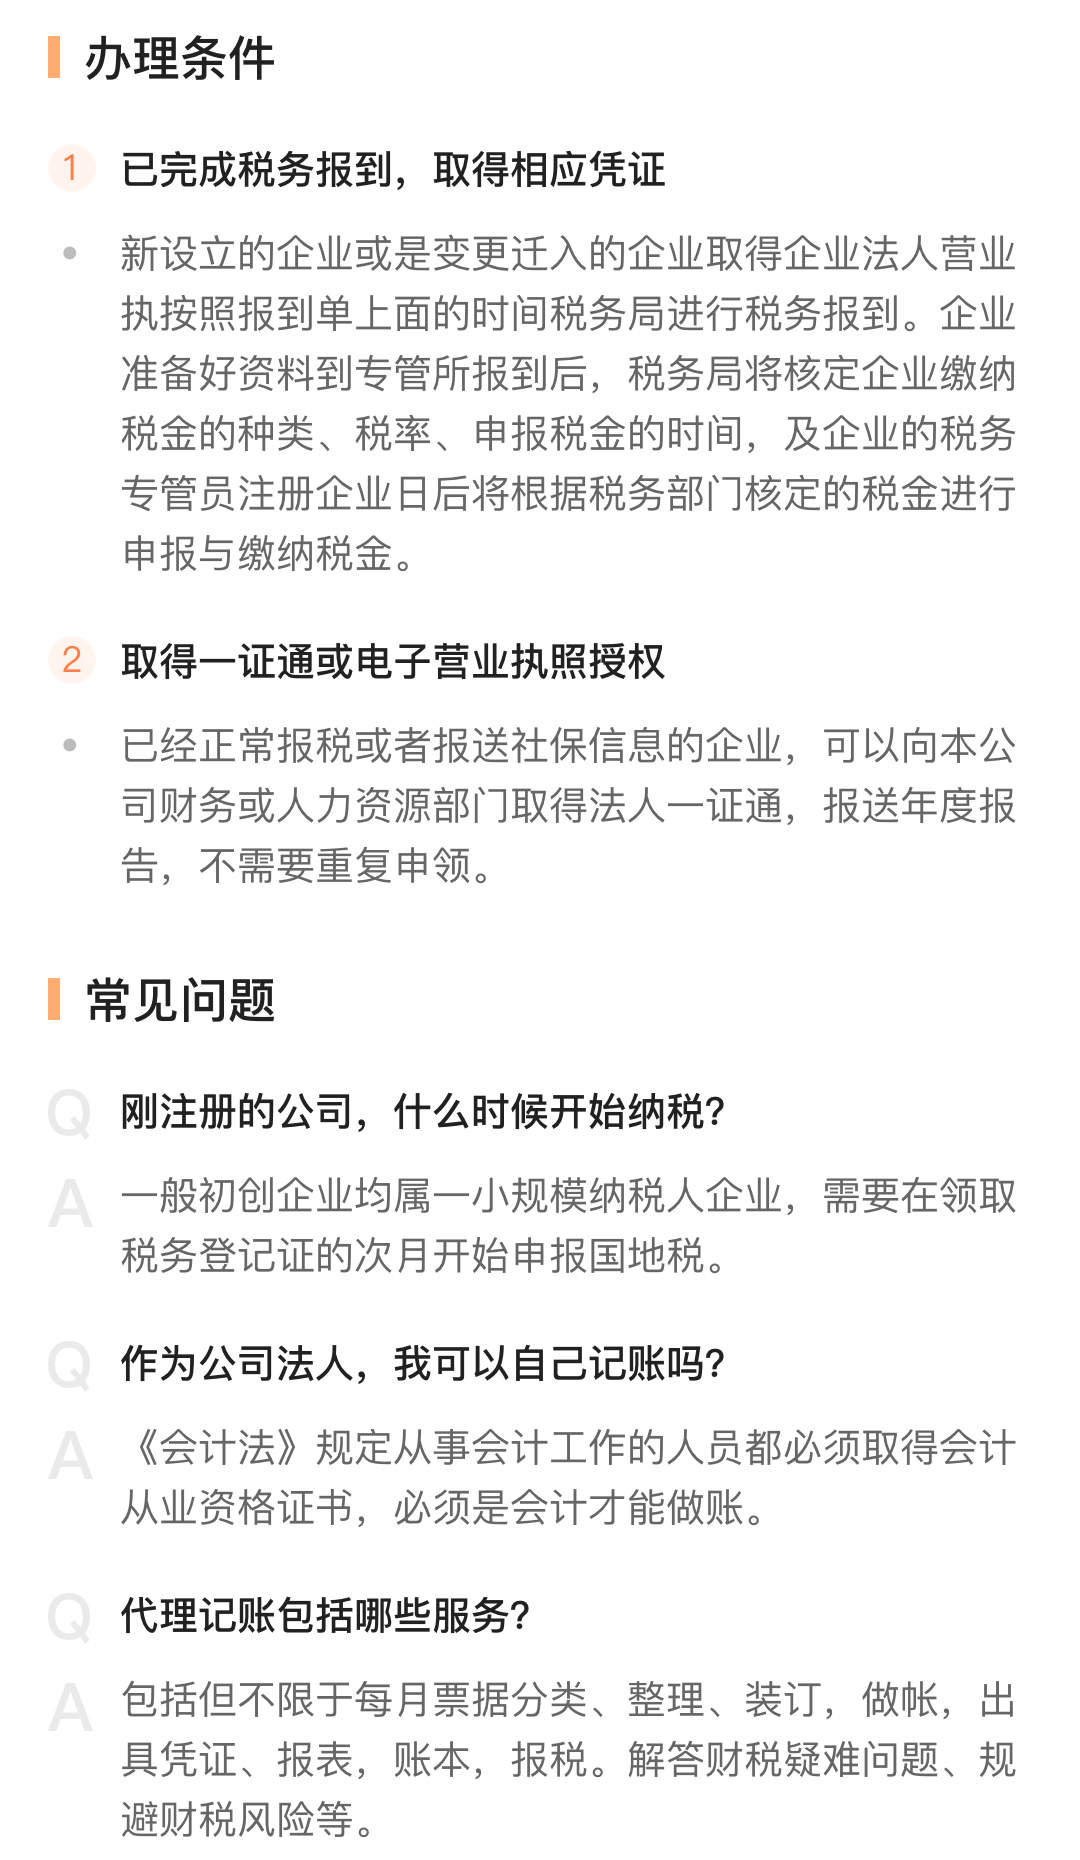 办理条件
1 已完成税务报到，取得相应凭证
• 新设立的企业或是变更迁入的企业取得企业法人营业
执按照报到单上面的时间税务局进行税务报到。企业
准备好资料到专管所报到后，税务局将核定企业缴纳
税金的种类、税率、申报税金的时间，及企业的税务
专管员注册企业日后将根据税务部门核定的税金进行
申报与缴纳税金。
2 取得一证通或电子营业执照授权
• 已经正常报税或者报送社保信息的企业，可以向本公
司财务或人力资源部门取得法人一证通，报送年度报
告，不需要重复申领。
常见问题
Q 刚注册的公司，什么时候开始纳税?
A 一般初创企业均属一小规模纳税人企业，需要在领取
税务登记证的次月开始申报国地税。
Q 作为公司法人，我可以自己记账吗?
A 《会计法》规定从事会计工作的人员都必须取得会计
从业资格证书，必须是会计才能做账。
Q 代理记账包括哪些服务?
A 包括但不限于每月票据分类、整理、装订，做帐，出
具凭证、报表，账本，报税。解答财税疑难问题、规
避财税风险等。